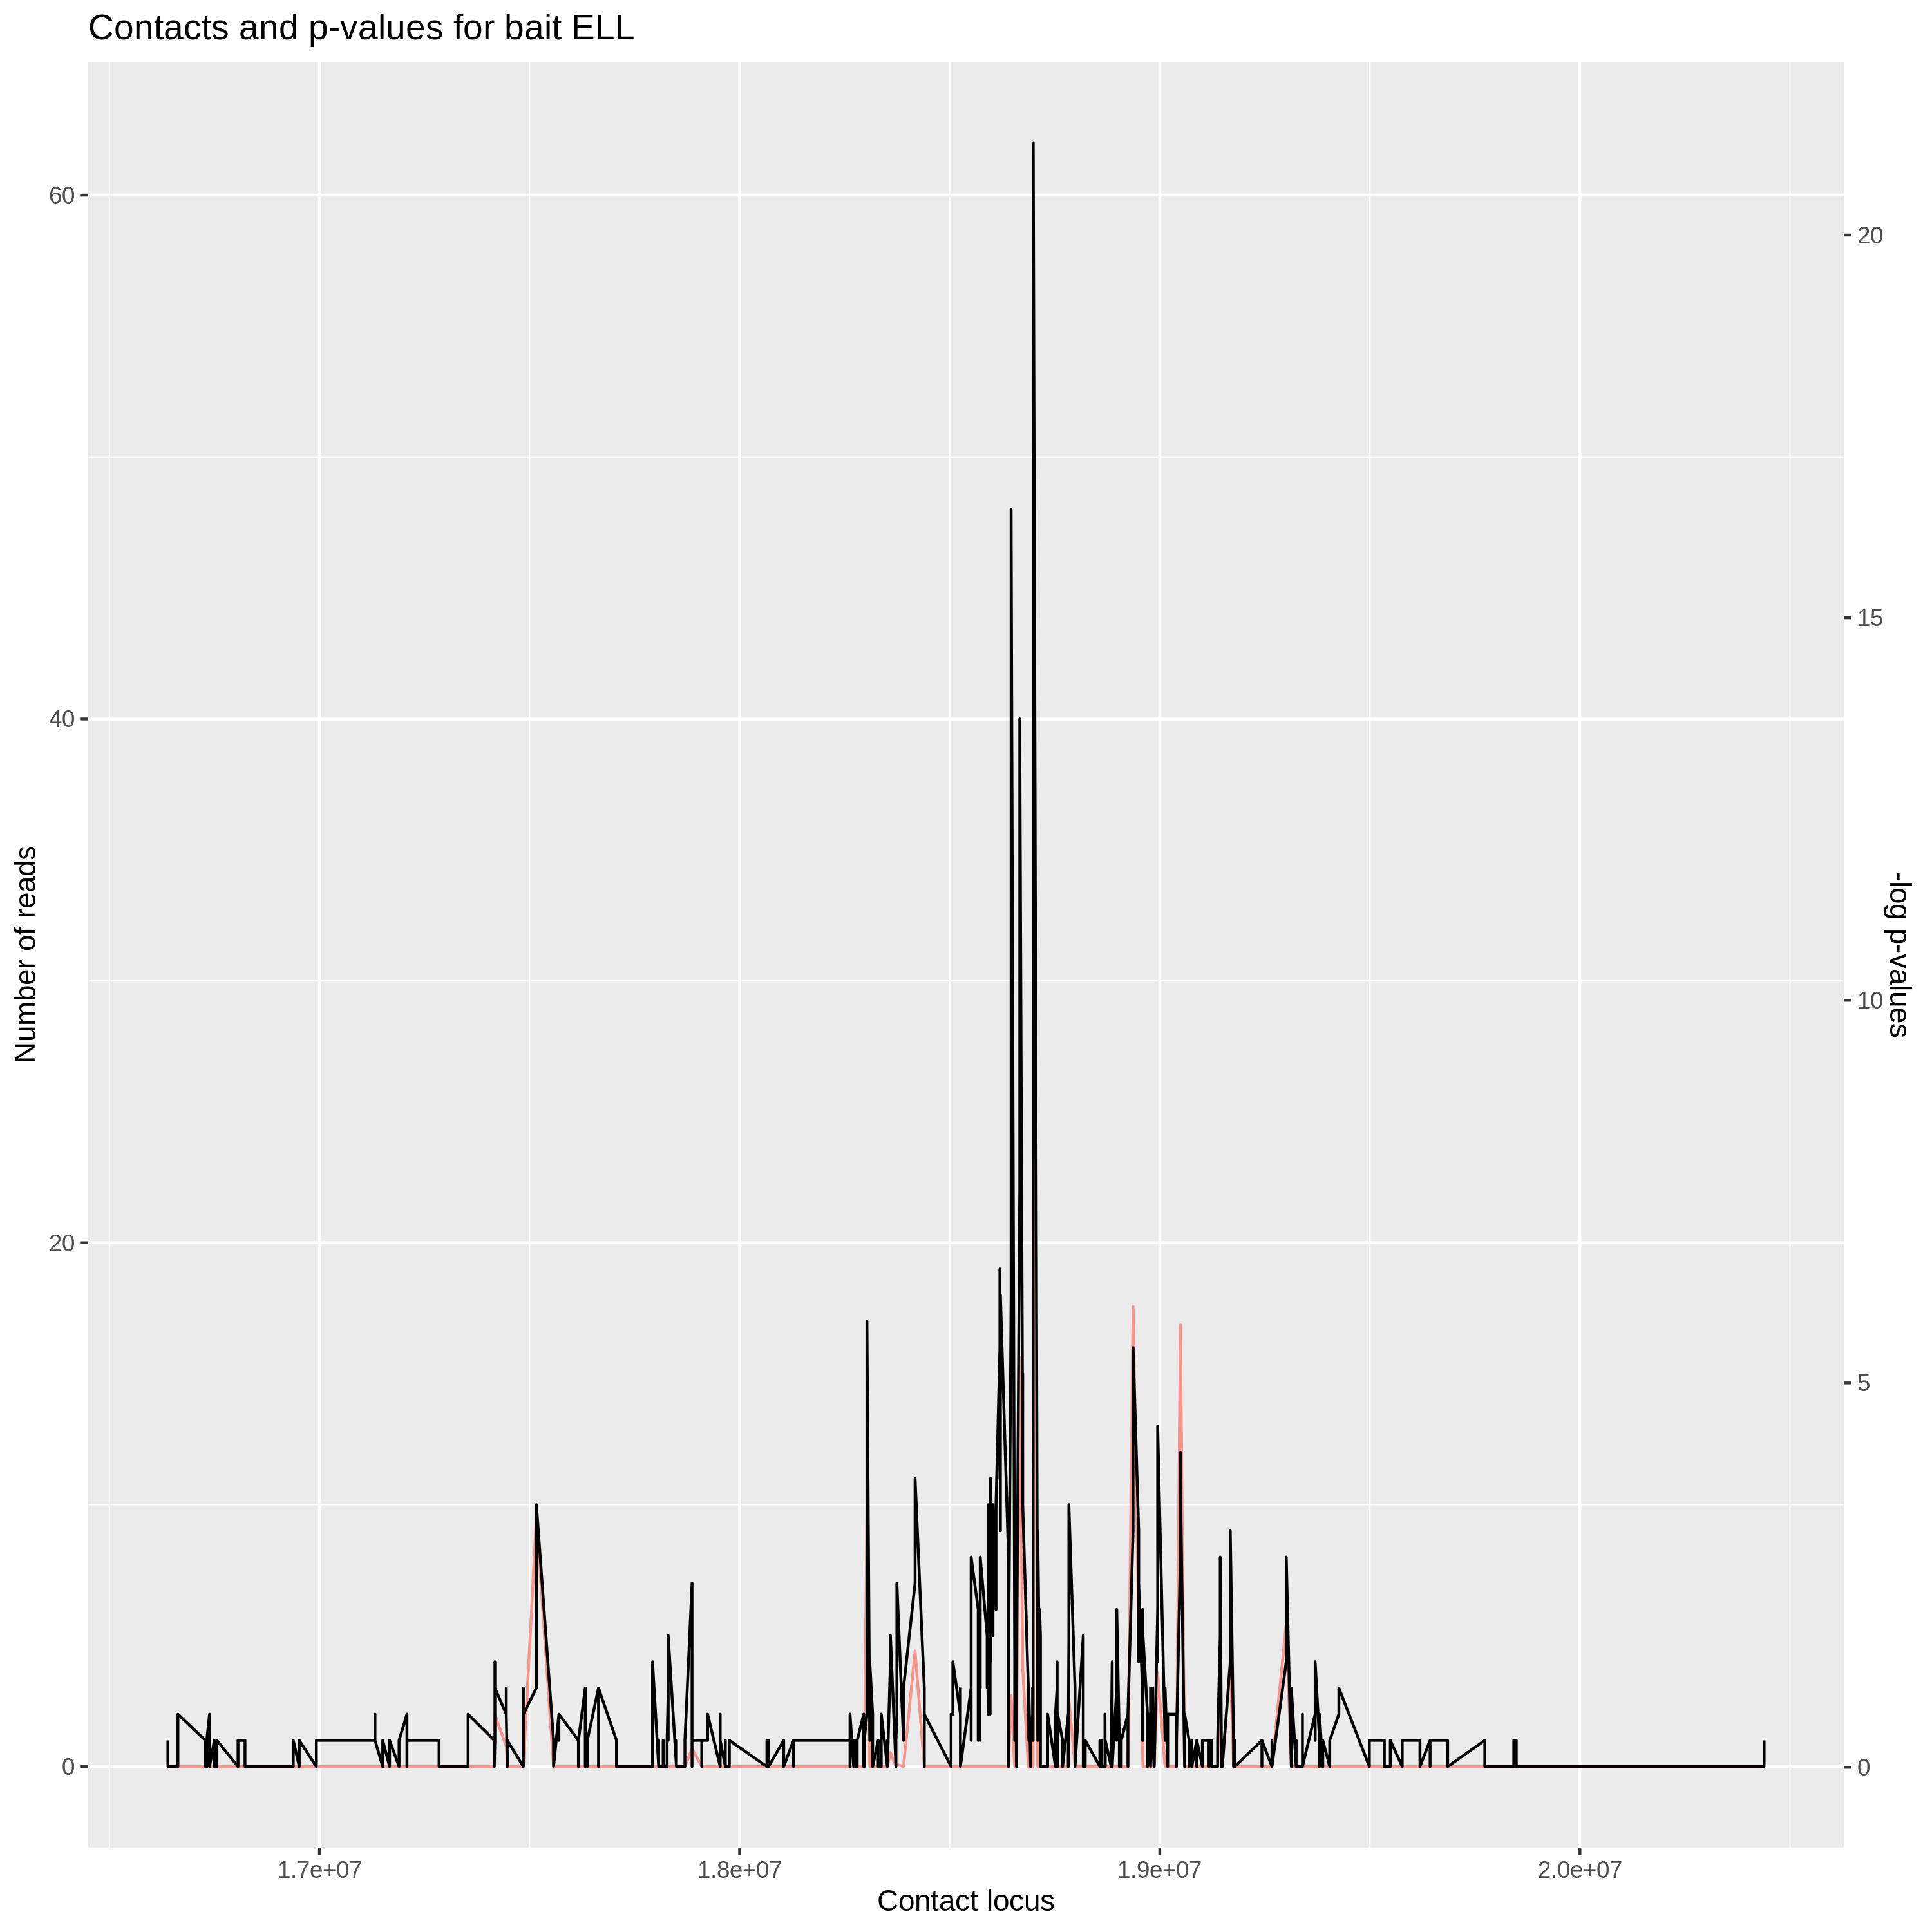 Contacts and p-values for bait ELL
60
40
20
0
Number of reads
20
15
10
5
0
-log p-values
1.7e+07
1.8e+07
1.9e+07
2.0e+07
Contact locus